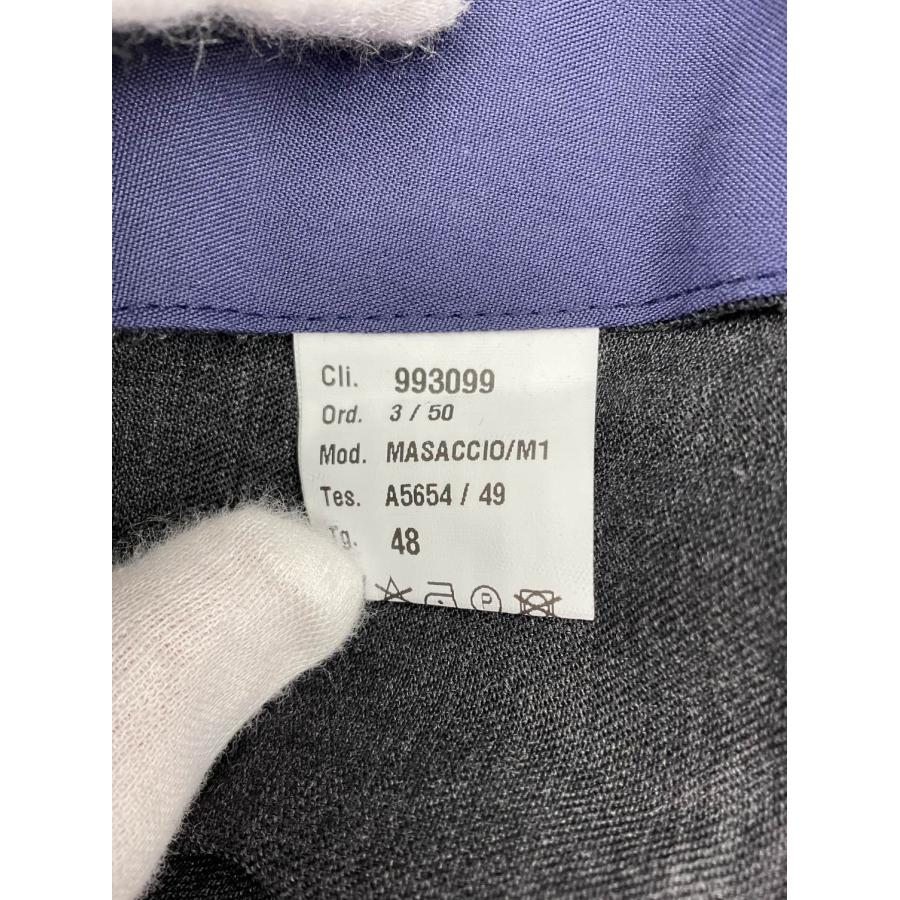 Cli. 993099
Ord. 3 / 50
Mod. MASACCIO/M1
Tes. A5654 / 49
Tg. 48
P